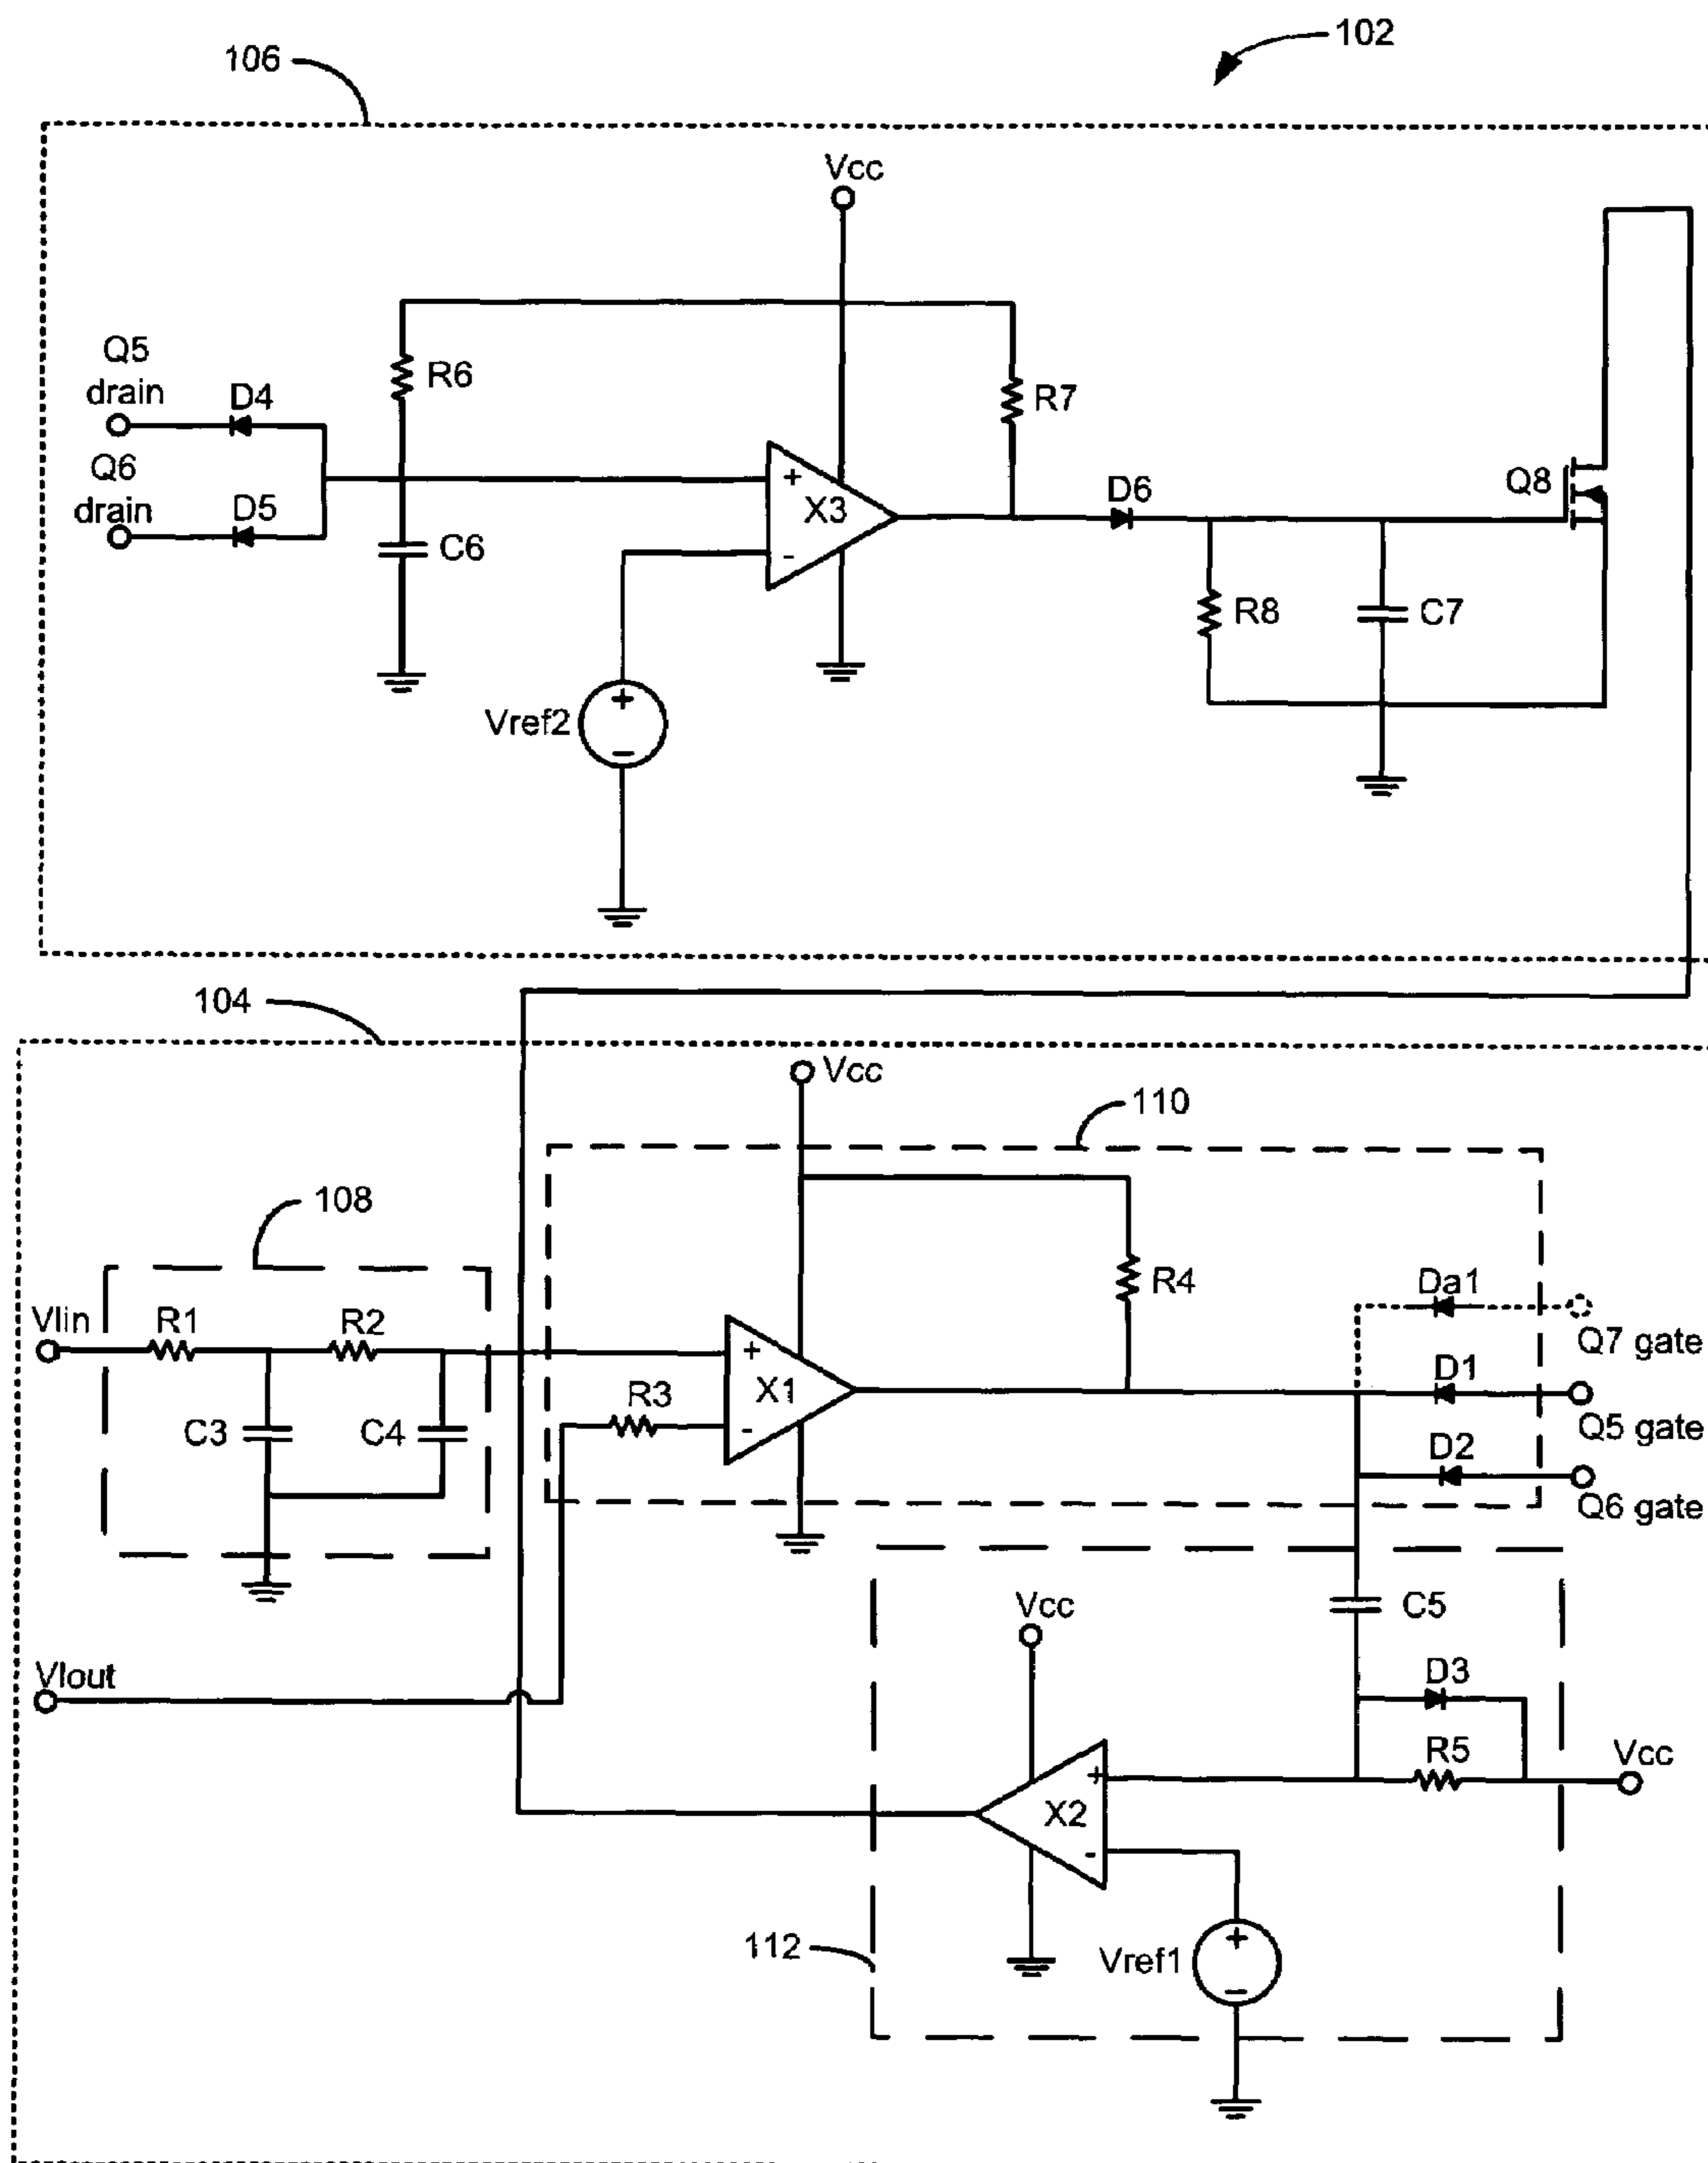 102
106
Vcc
Q5
drain
D4
R6
R7
Q6
drain
D5
+
X3
-
D6
Q8
C6
R8
C7
Vref2
+
−
104
Vcc
110
108
Vlin
R1
R2
R4
Da1
Q7 gate
+
X1
-
R3
D1
Q5 gate
C3
C4
D2
Q6 gate
Vcc
C5
Vlout
D3
R5
Vcc
+
X2
-
112
Vref1
+
−